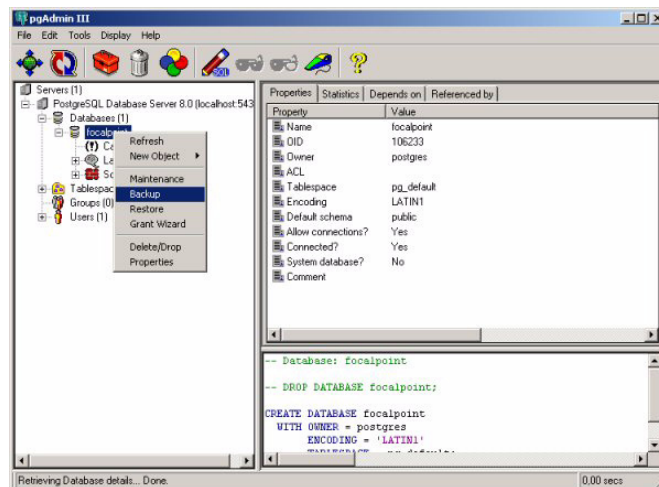 pgAdmin III
File Edit Tools Display Help
SQL
Servers (1)
PostgreSQL Database Server 8.0 (localhost:543
Databases (1)
focalpoint
Refresh
New Object
Maintenance
Backup
Restore
Grant Wizard
Delete/Drop
Properties
Tablespac
Groups (0)
Users (1)
Properties Statistics Depends on Referenced by
Property Value
Name focalpoint
OID 106233
Owner postgres
ACL
Tablespace pg_default
Encoding LATIN1
Default schema public
Allow connections? Yes
Connected? Yes
System database? No
Comment
-- Database: focalpoint
-- DROP DATABASE focalpoint;
CREATE DATABASE focalpoint
WITH OWNER = postgres
ENCODING = 'LATIN1'
TABLESPACE = pg_default;
Retrieving Database details... Done.
0.00 secs